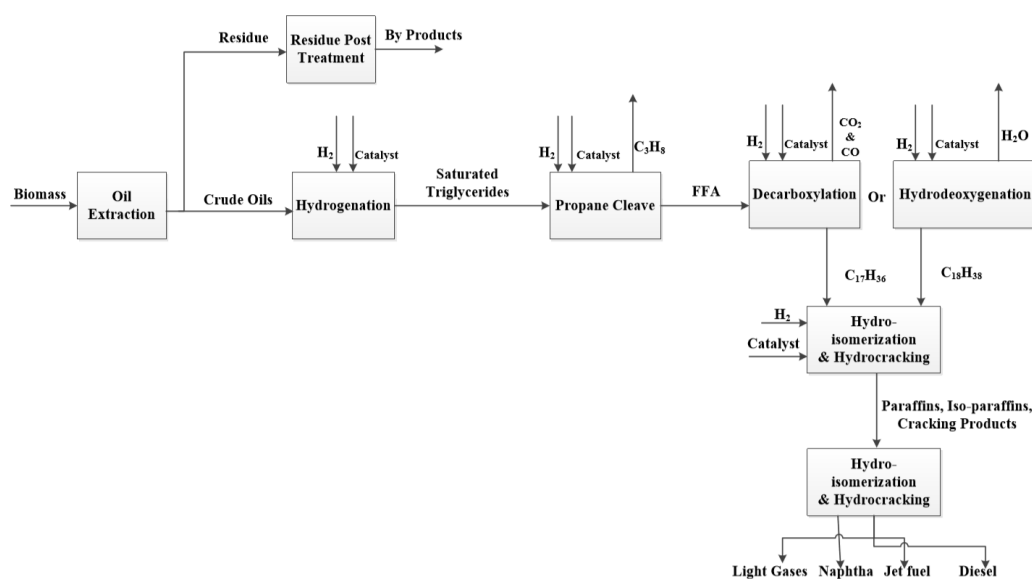 Residue
Residue Post
Treatment
By Products
Biomass
Oil
Extraction
Crude Oils
H₂
Catalyst
Hydrogenation
Saturated
Triglycerides
H₂
Catalyst
C₃H₈
Propane Cleave
FFA
H₂
Catalyst
CO₂
&
CO
Decarboxylation
Or
H₂
Catalyst
H₂O
Hydrodeoxygenation
C₁₇H₃₆
C₁₈H₃₈
H₂
Catalyst
Hydro-
isomerization
& Hydrocracking
Paraffins, Iso-paraffins,
Cracking Products
Hydro-
isomerization
& Hydrocracking
Light Gases
Naphtha
Jet fuel
Diesel